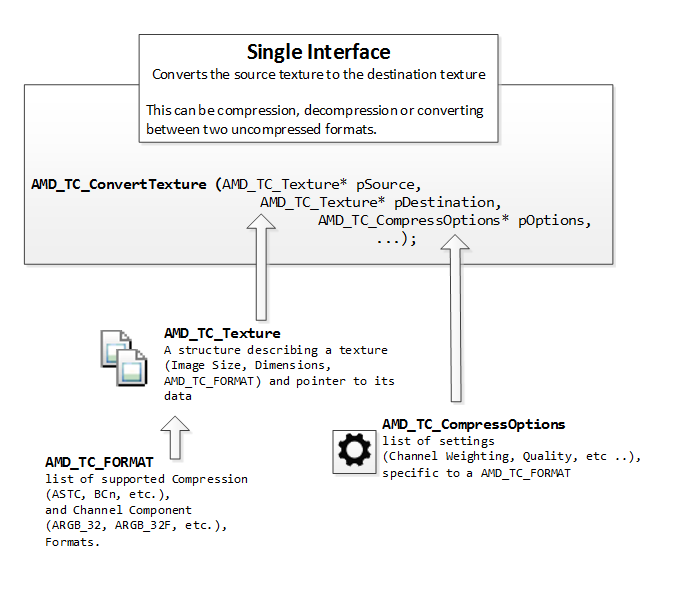 Single Interface
Converts the source texture to the destination texture
This can be compression, decompression or converting
between two uncompressed formats.
AMD_TC_ConvertTexture (AMD_TC_Texture* pSource,
AMD_TC_Texture* pDestination,
AMD_TC_CompressOptions* pOptions,
...);
AMD_TC_Texture
A structure describing a texture
(Image Size, Dimensions,
AMD_TC_FORMAT) and pointer to its
data
AMD_TC_CompressOptions
list of settings
(Channel Weighting, Quality, etc ..),
specific to a AMD_TC_FORMAT
AMD_TC_FORMAT
list of supported Compression
(ASTC, BCn, etc.),
and Channel Component
(ARGB_32, ARGB_32F, etc.),
Formats.